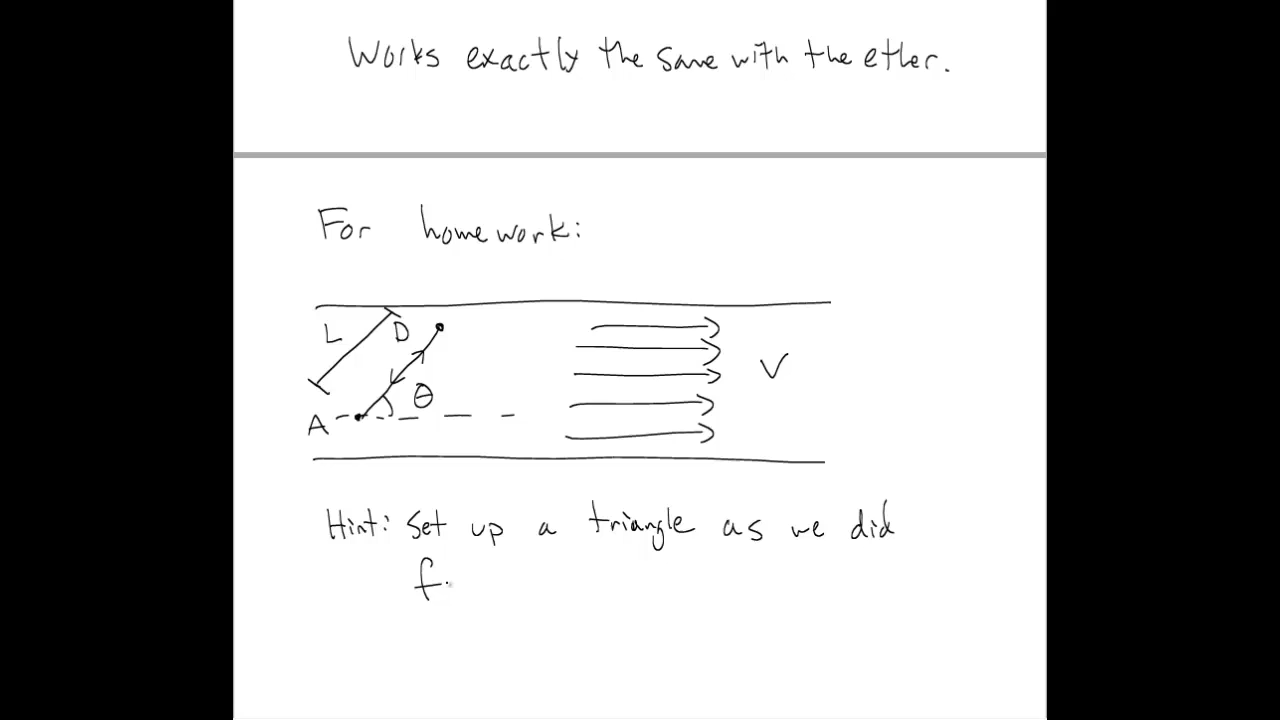 Works exactly the same with the ether.
For homework:
L
D
θ
A
V
Hint: Set up a triangle as we did
f